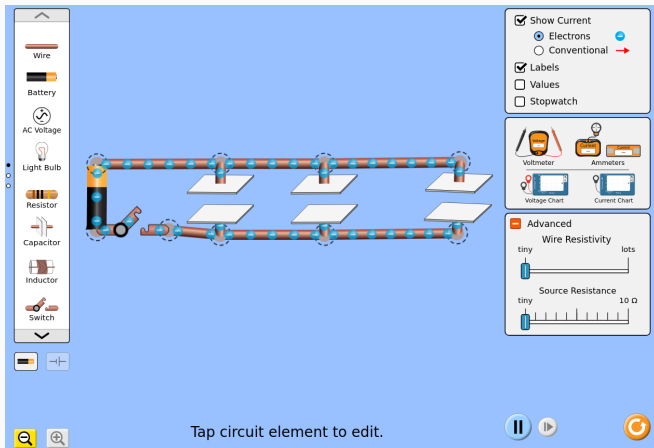 Wire
Battery
AC Voltage
Light Bulb
Resistor
Capacitor
Inductor
Switch
Show Current
Electrons
Conventional
Labels
Values
Stopwatch
Voltmeter
Ammeters
Voltage Chart
Current Chart
Advanced
Wire Resistivity
tiny lots
Source Resistance
tiny 10 Ω
Tap circuit element to edit.